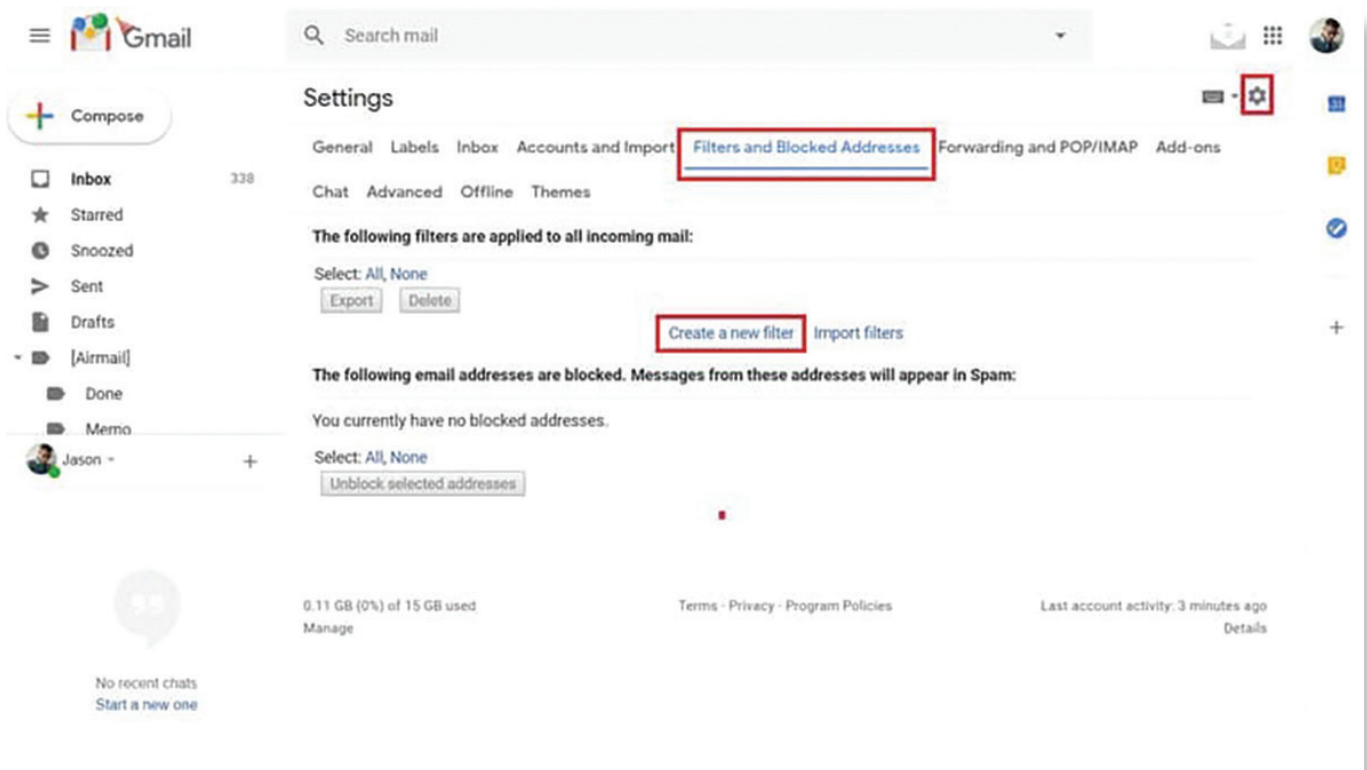 Gmail
Search mail
Compose
Settings
General Labels Inbox Accounts and Import Filters and Blocked Addresses Forwarding and POP/IMAP Add-ons
Chat Advanced Offline Themes
Inbox 338
Starred
Snoozed
Sent
Drafts
[Airmail]
Done
Memo
Jason
The following filters are applied to all incoming mail:
Select: All, None
Export Delete
Create a new filter Import filters
The following email addresses are blocked. Messages from these addresses will appear in Spam:
You currently have no blocked addresses.
Select: All, None
Unblock selected addresses
0.11 GB (0%) of 15 GB used
Manage
Terms - Privacy - Program Policies
Last account activity: 3 minutes ago
Details
No recent chats
Start a new one
31